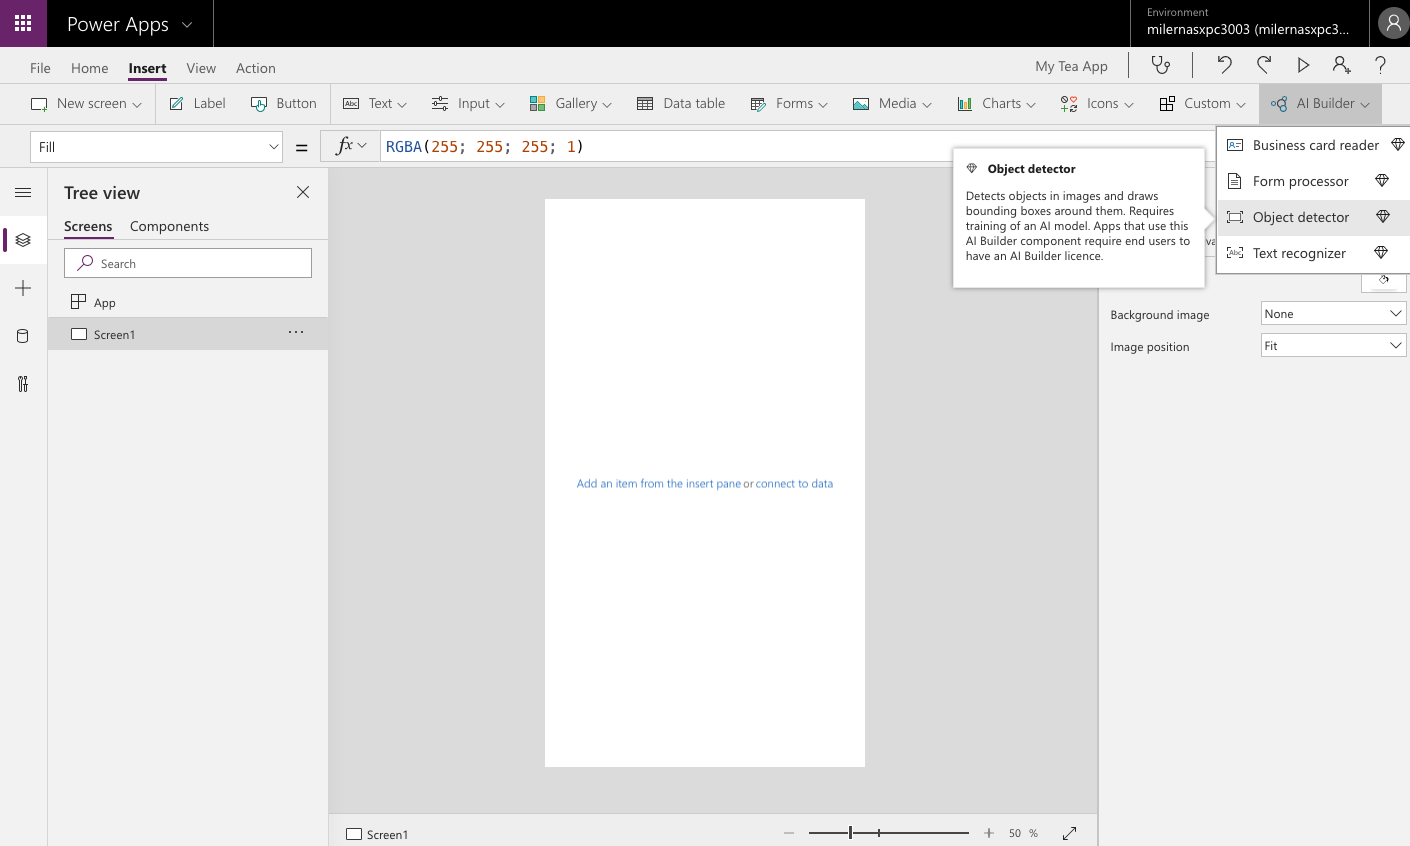 Power Apps
Environment
milernasxpc3003 (milernasxpc3...
File Home Insert View Action
My Tea App
New screen Label Button Text Input Gallery Data table Forms Media Charts Icons Custom AI Builder
Fill
= fx RGBA(255; 255; 255; 1)
Business card reader
Form processor
Object detector
Text recognizer
Object detector
Detects objects in images and draws
bounding boxes around them. Requires
training of an AI model. Apps that use this
AI Builder component require end users to
have an AI Builder licence.
Tree view
Screens Components
Search
App
Screen1 ...
Add an item from the insert pane or connect to data
Background image None
Image position Fit
Screen1
50 %